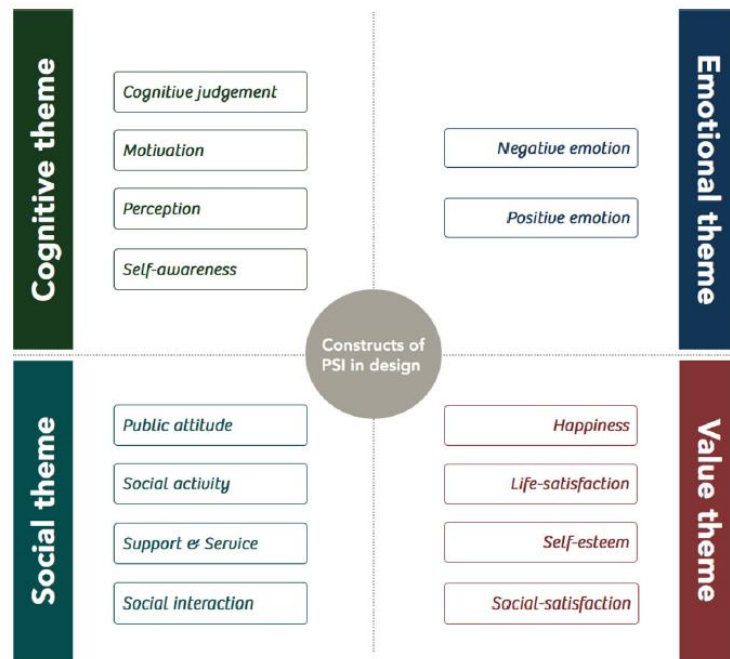 Cognitive theme
Cognitive judgement
Motivation
Perception
Self-awareness
Emotional theme
Negative emotion
Positive emotion
Constructs of
PSI in design
Social theme
Public attitude
Social activity
Support & Service
Social interaction
Value theme
Happiness
Life-satisfaction
Self-esteem
Social-satisfaction